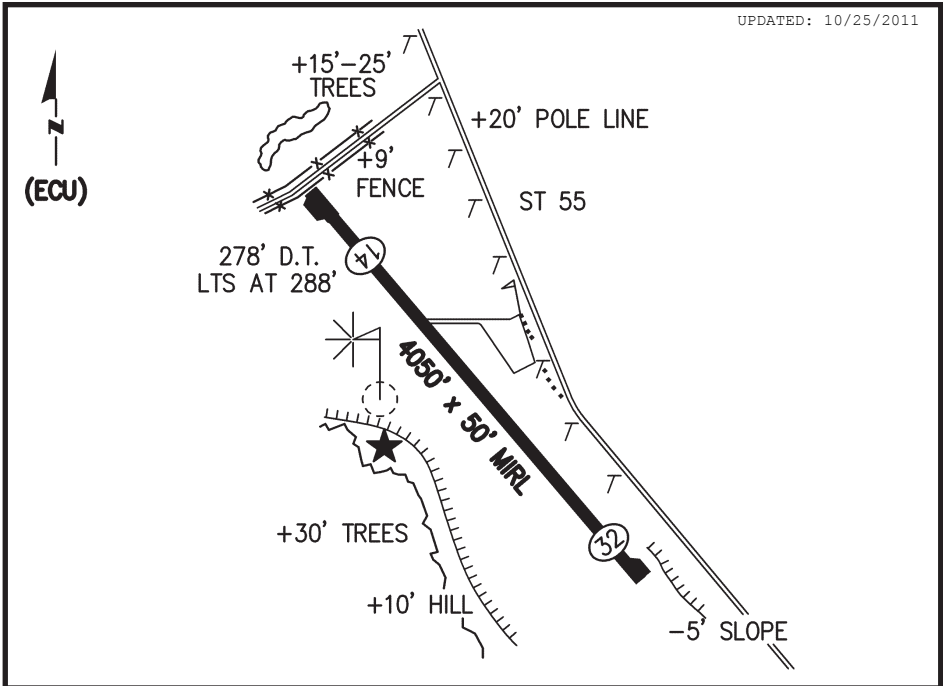 UPDATED: 10/25/2011
+15'-25'
TREES
N
(ECU)
+20' POLE LINE
+9'
FENCE
ST 55
278' D.T.
LTS AT 288'
14
4050' x 50' MIRL
32
+30' TREES
+10' HILL
-5' SLOPE